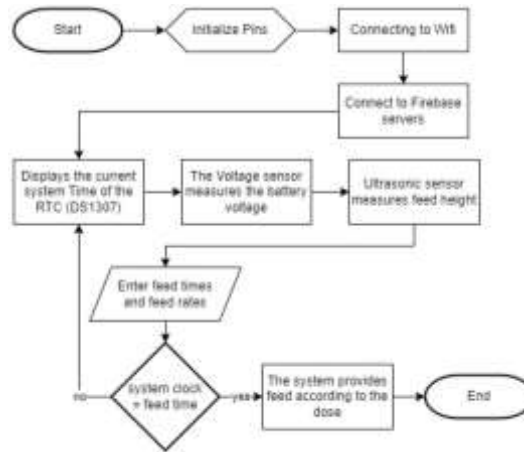 Start
Initialize Pins
Connecting to Wifi
Connect to Firebase
servers
Displays the current
system Time of the
RTC (DS1307)
The Voltage sensor
measures the battery
voltage
Ultrasonic sensor
measures feed height
Enter feed times
and feed rates
system clock
= feed time
no
yes
The system provides
feed according to the
dose
End